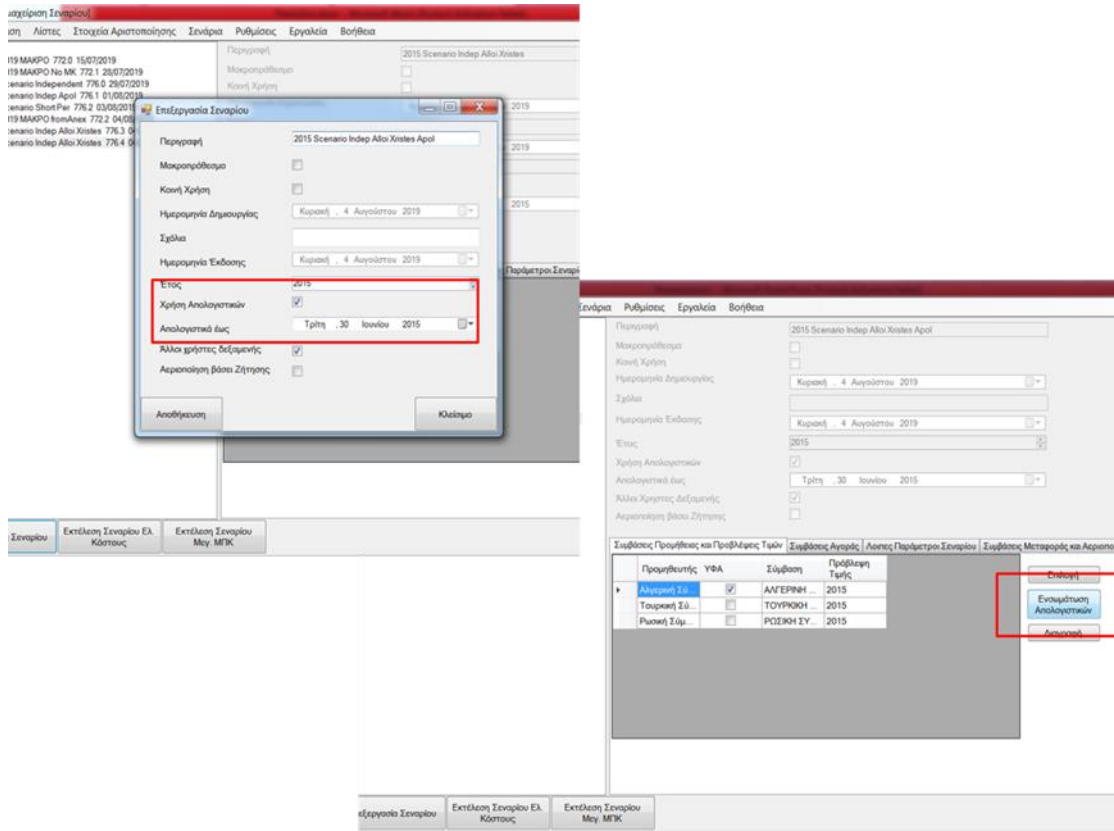 ιαχείριση Σεναρίου]
ση Λίστες Στοιχεία Αριστοποίησης Σενάρια Ρυθμίσεις Εργαλεία Βοήθεια
19 ΜΑΚΡΟ 772.0 15/07/2019
19 ΜΑΚΡΟ No MK 772.1 28/07/2019
cenario Independent 776.0 29/07/2019
cenario Indep Apol 776.1 01/08/2019
cenario Short Per 776.2 03/08/201
19 ΜΑΚΡΟ fromAnex 772.2 04/08
cenario Indep Alloi Xristes 776.3 0
cenario Indep Alloi Xristes 776.4 0
Περιγραφή 2015 Scenario Indep Alloi Xristes
Μακροπρόθεσμο
Κοινή Χρήση
2019
2019
2015
Παράμετροι Σεναρί
Επεξεργασία Σεναρίου
Περιγραφή 2015 Scenario Indep Alloi Xristes Apol
Μακροπρόθεσμο
Κοινή Χρήση
Ημερομηνία Δημιουργίας Κυριακή , 4 Αυγούστου 2019
Σχόλια
Ημερομηνία Έκδοσης Κυριακή , 4 Αυγούστου 2019
Έτος 2015
Χρήση Απολογιστικών
Απολογιστικά έως Τρίτη , 30 Ιουνίου 2015
Άλλοι χρήστες δεξαμενής
Αεριοποίηση βάσει Ζήτησης
Αποθήκευση Κλείσιμο
Σεναρίου Εκτέλεση Σεναρίου Ελ. Κόστους Εκτέλεση Σεναρίου Μεγ. ΜΠΚ
Σενάρια Ρυθμίσεις Εργαλεία Βοήθεια
Περιγραφή 2015 Scenario Indep Alloi Xristes Apol
Μακροπρόθεσμο
Κοινή Χρήση
Ημερομηνία Δημιουργίας Κυριακή , 4 Αυγούστου 2019
Σχόλια
Ημερομηνία Έκδοσης Κυριακή , 4 Αυγούστου 2019
Έτος 2015
Χρήση Απολογιστικών
Απολογιστικά έως Τρίτη , 30 Ιουνίου 2015
Άλλοι Χρηστες Δεξαμενής
Αεριοποίηση βάσει Ζήτησης
Συμβάσεις Προμήθειας και Προβλέψεις Τιμών Συμβάσεις Αγοράς Λοιπες Παράμετροι Σεναρίου Συμβάσεις Μεταφοράς και Αεριοπο
Προμηθευτής ΥΦΑ Σύμβαση Πρόβλεψη Τιμής
Αλγερινή Σύ... ΑΛΓΕΡΙΝΗ ... 2015
Τουρκική Σύ... ΤΟΥΡΚΙΚΗ ... 2015
Ρωσική Σύμ... ΡΩΣΙΚΗ ΣΥ... 2015
Επιλογή
Ενσωμάτωση
Απολογιστικών
Διαγραφή
εξεργασία Σεναρίου Εκτέλεση Σεναρίου Ελ. Κόστους Εκτέλεση Σεναρίου Μεγ. ΜΠΚ